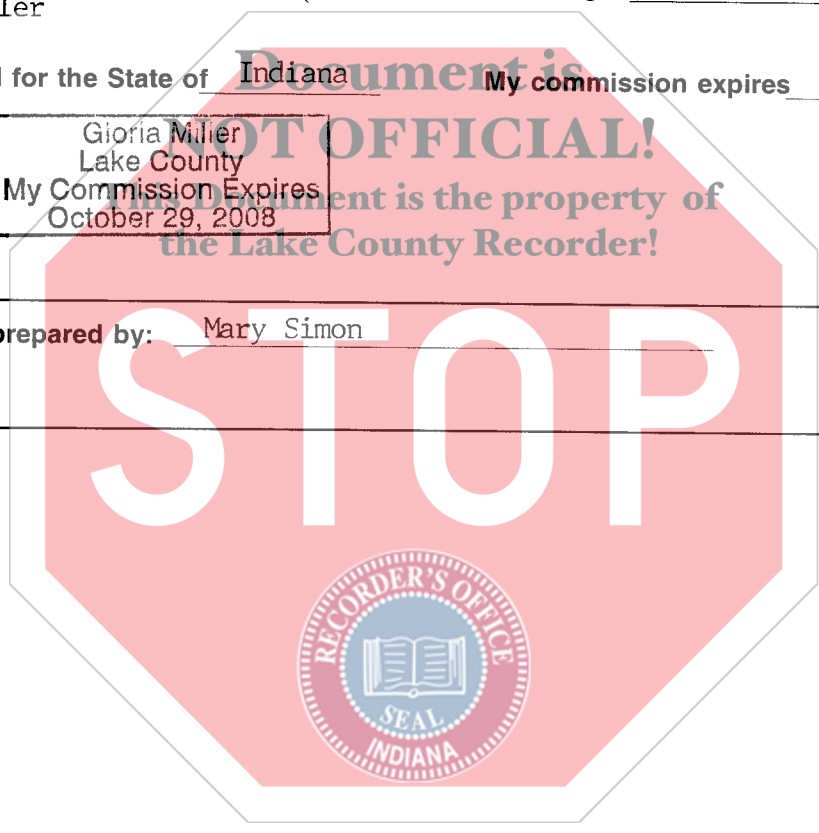 ler
for the State of Indiana My commission expires
Document is
NOT OFFICIAL!
This Document is the property of
the Lake County Recorder!
Gloria Miller
Lake County
My Commission Expires
October 29, 2008
prepared by: Mary Simon
STOP
RECORDER'S OFFICE
SEAL
INDIANA